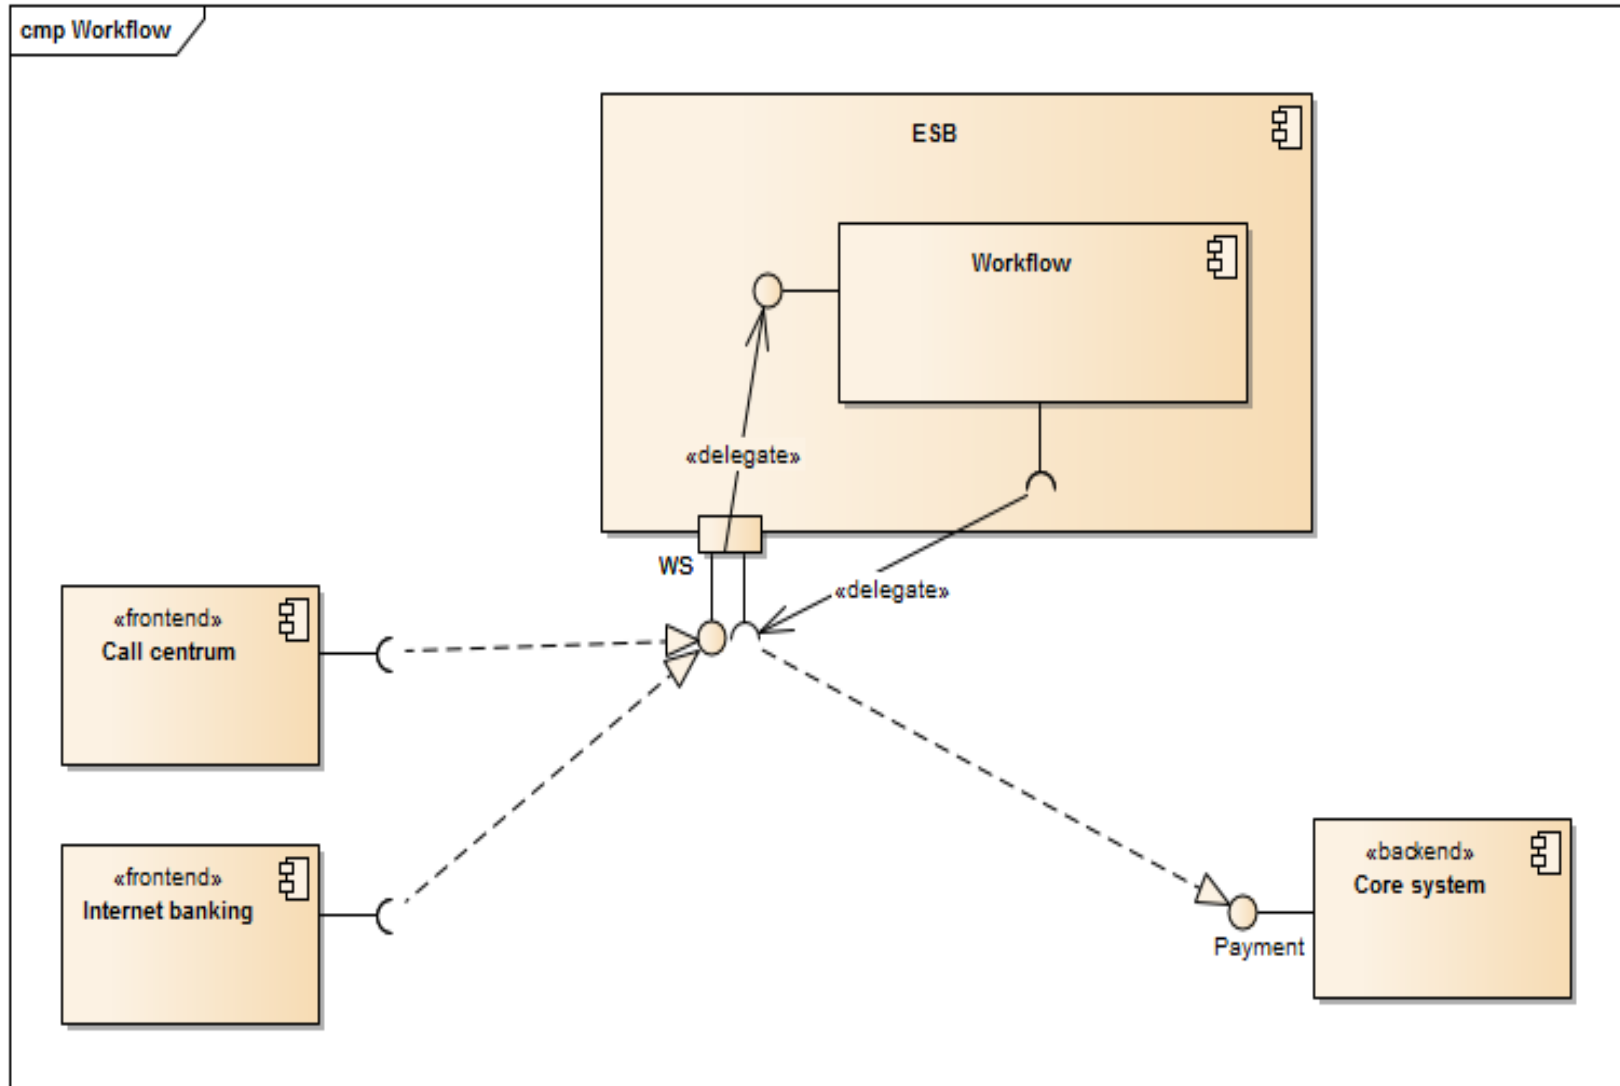 cmp Workflow
ESB
Workflow
«delegate»
WS
«delegate»
«frontend»
Call centrum
«frontend»
Internet banking
«backend»
Core system
Payment